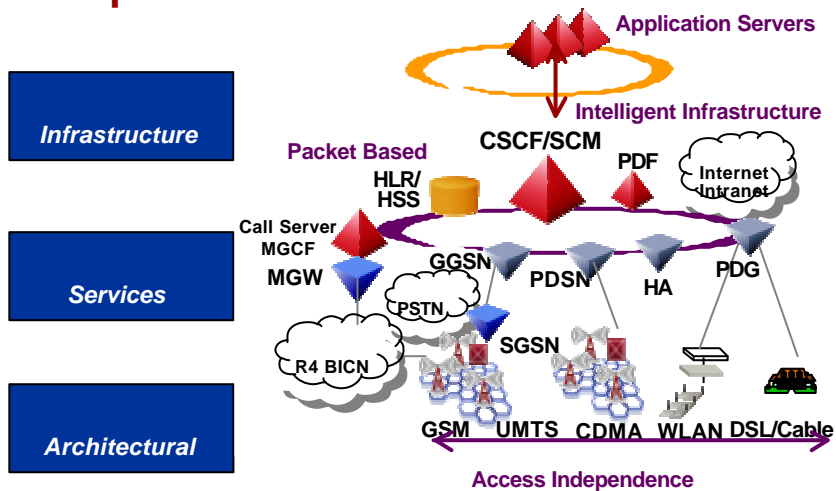 Application Servers
Infrastructure
Intelligent Infrastructure
Packet Based
CSCF/SCM
PDF
Internet
Intranet
HLR/
HSS
Call Server
MGCF
MGW
GGSN
PDSN
HA
PDG
Services
PSTN
SGSN
R4 BICN
GSM
UMTS
CDMA
WLAN
DSL/Cable
Architectural
Access Independence